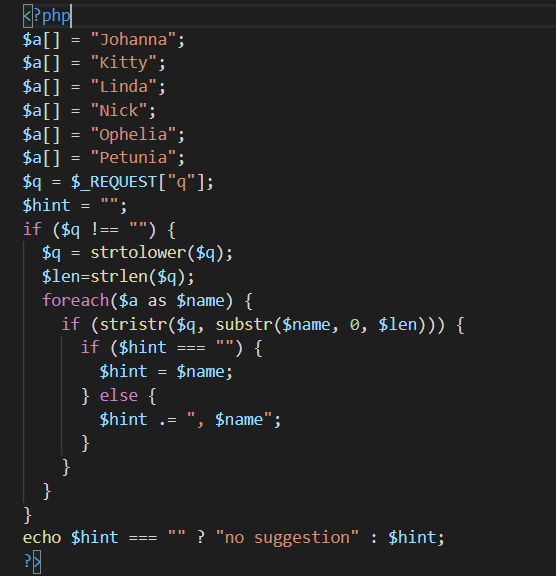 <?php
$a[] = "Johanna";
$a[] = "Kitty";
$a[] = "Linda";
$a[] = "Nick";
$a[] = "Ophelia";
$a[] = "Petunia";
$q = $_REQUEST["q"];
$hint = "";
if ($q !== "") {
  $q = strtolower($q);
  $len=strlen($q);
  foreach($a as $name) {
    if (stristr($q, substr($name, 0, $len))) {
      if ($hint === "") {
        $hint = $name;
      } else {
        $hint .= ", $name";
      }
    }
  }
}
echo $hint === "" ? "no suggestion" : $hint;
?>